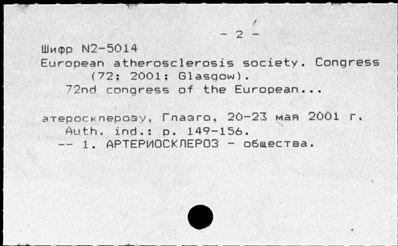 - 2 -
Шифр N2-5014
European atherosclerosis society. Congress
(72; 2001; Glasgow).
72nd congress of the European...
атеросклерозу, Глазго, 20-23 мая 2001 г.
Auth. ind.: p. 149-156.
-- 1. АРТЕРИОСКЛЕРОЗ - общества.